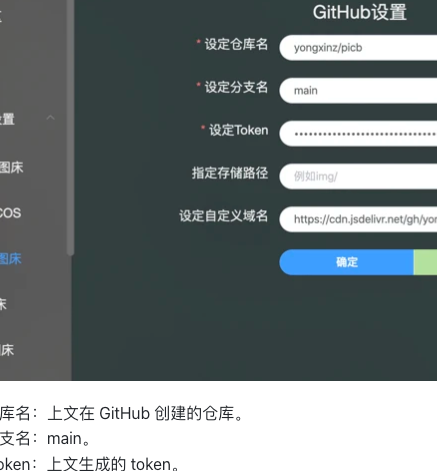 GitHub设置
* 设定仓库名 yongxinz/picb
置
* 设定分支名 main
* 设定Token
图床
指定存储路径 例如img/
COS
设定自定义域名 https://cdn.jsdelivr.net/gh/yon
图床
确定
床
床
库名：上文在 GitHub 创建的仓库。
支名：main。
oken：上文生成的 token。